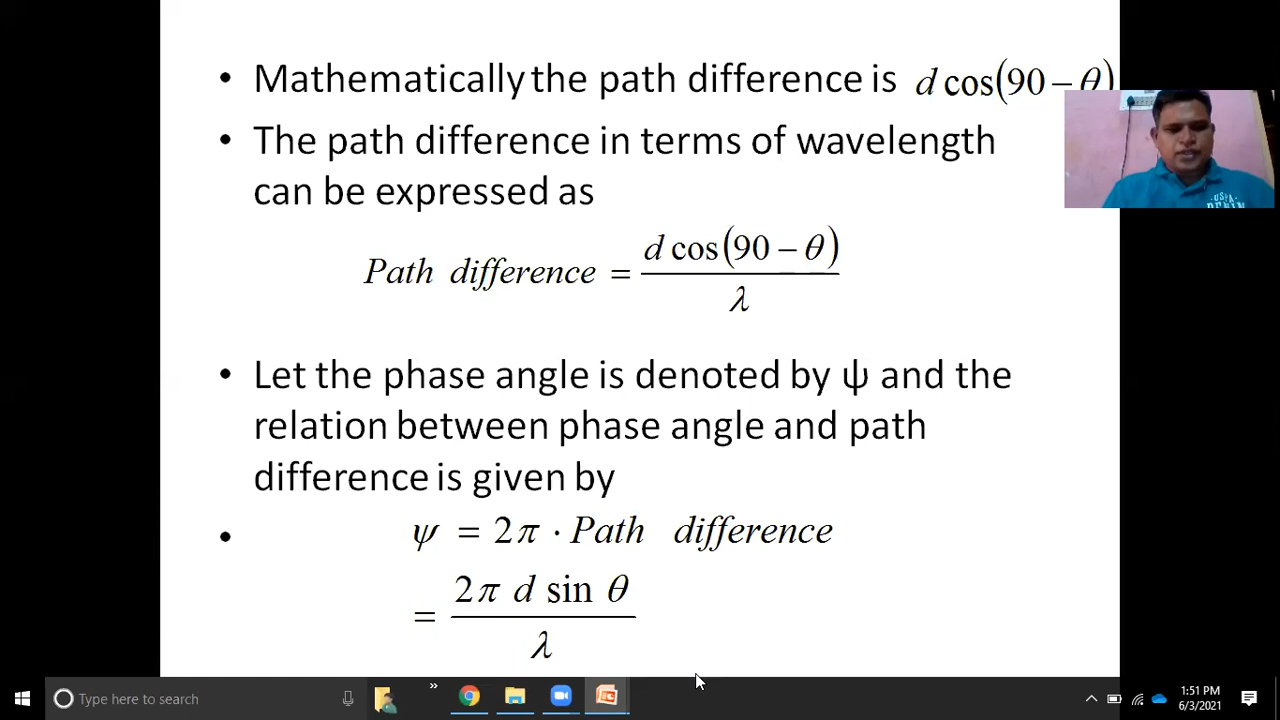 • Mathematically the path difference is d cos(90 – θ)
• The path difference in terms of wavelength
can be expressed as
Path difference = d cos(90 – θ) / λ
• Let the phase angle is denoted by ψ and the
relation between phase angle and path
difference is given by
• ψ = 2π · Path difference
= 2π d sin θ / λ
Type here to search
1:51 PM
6/3/2021